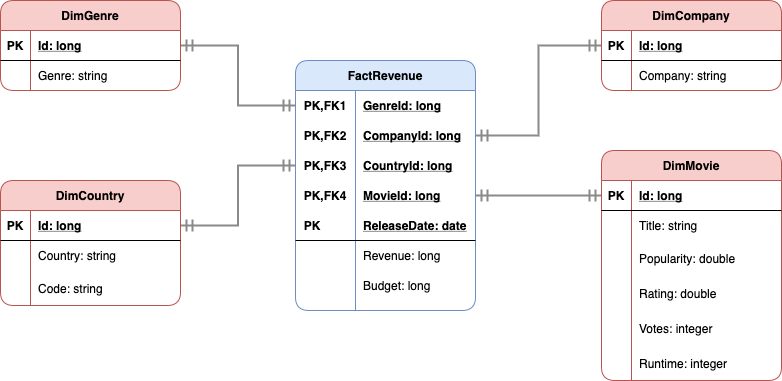 DimGenre
PK Id: long
Genre: string
DimCompany
PK Id: long
Company: string
FactRevenue
PK,FK1 GenreId: long
PK,FK2 CompanyId: long
PK,FK3 CountryId: long
PK,FK4 MovieId: long
PK ReleaseDate: date
Revenue: long
Budget: long
DimCountry
PK Id: long
Country: string
Code: string
DimMovie
PK Id: long
Title: string
Popularity: double
Rating: double
Votes: integer
Runtime: integer